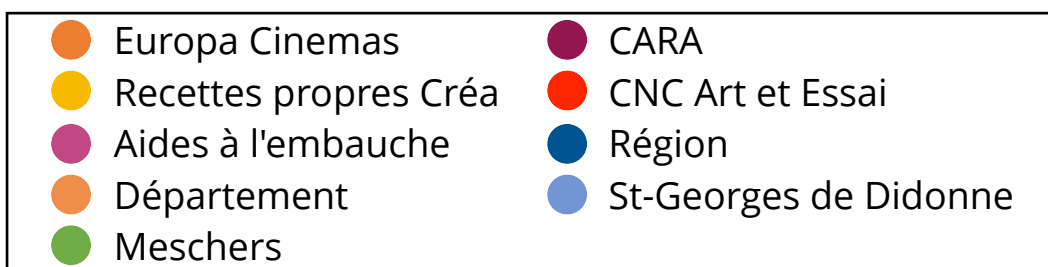 Europa Cinemas
Recettes propres Créa
Aides à l'embauche
Département
Meschers
CARA
CNC Art et Essai
Région
St-Georges de Didonne